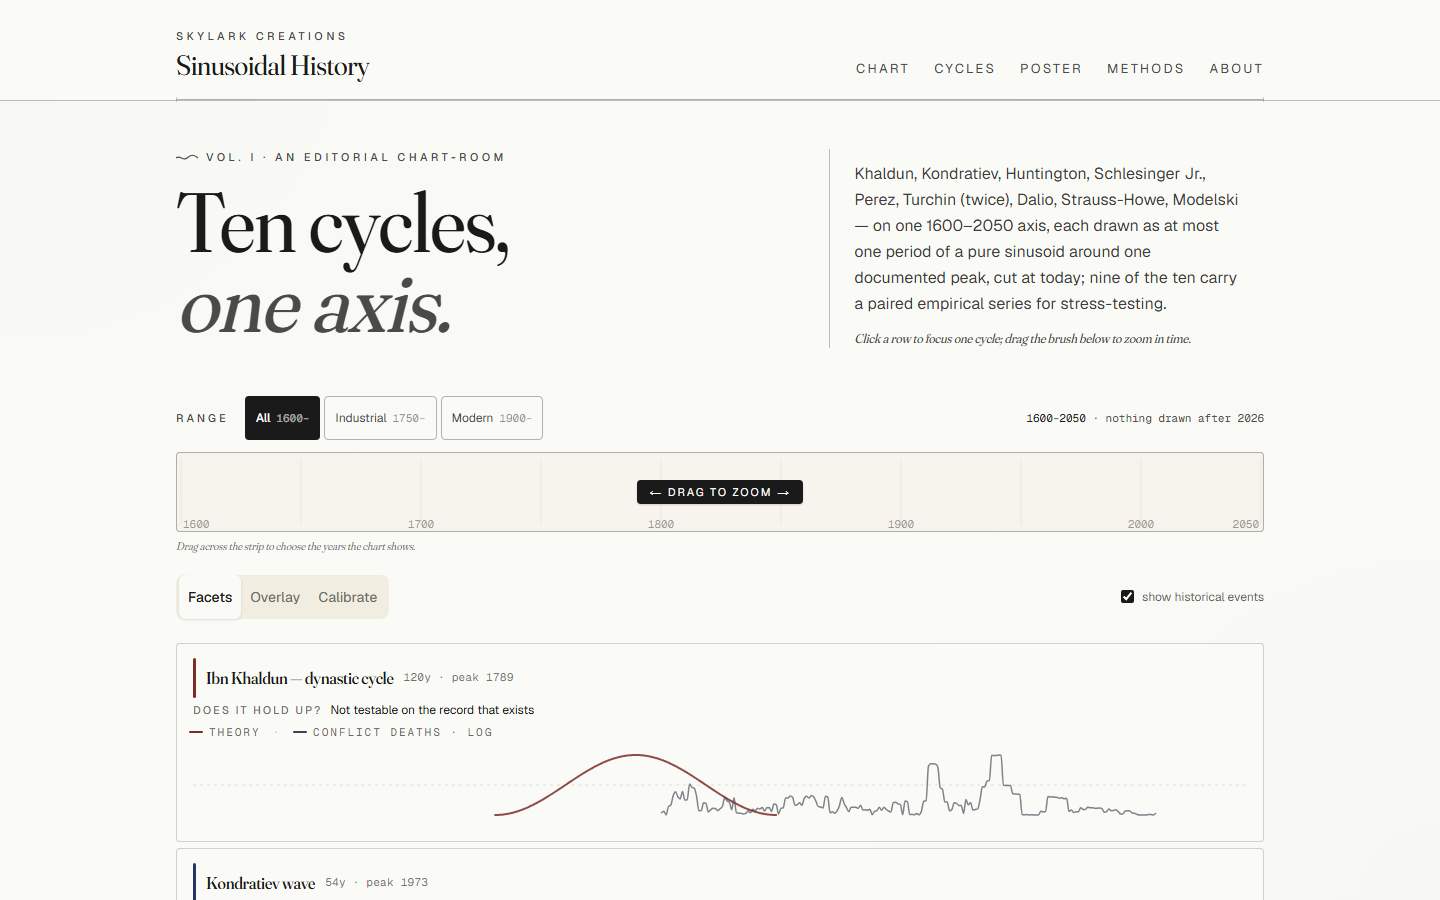 SKYLARK CREATIONS
Sinusoidal History
CHART CYCLES POSTER METHODS ABOUT
VOL. I · AN EDITORIAL CHART-ROOM
Ten cycles,
one axis.
Khaldun, Kondratiev, Huntington, Schlesinger Jr.,
Perez, Turchin (twice), Dalio, Strauss-Howe, Modelski
— on one 1600–2050 axis, each drawn as at most
one period of a pure sinusoid around one
documented peak, cut at today; nine of the ten carry
a paired empirical series for stress-testing.
Click a row to focus one cycle; drag the brush below to zoom in time.
RANGE All 1600– Industrial 1750– Modern 1900–
1600–2050 · nothing drawn after 2026
← DRAG TO ZOOM →
1600 1700 1800 1900 2000 2050
Drag across the strip to choose the years the chart shows.
Facets Overlay Calibrate
show historical events
Ibn Khaldun — dynastic cycle 120y · peak 1789
DOES IT HOLD UP? Not testable on the record that exists
THEORY · CONFLICT DEATHS · LOG
Kondratiev wave 54y · peak 1973